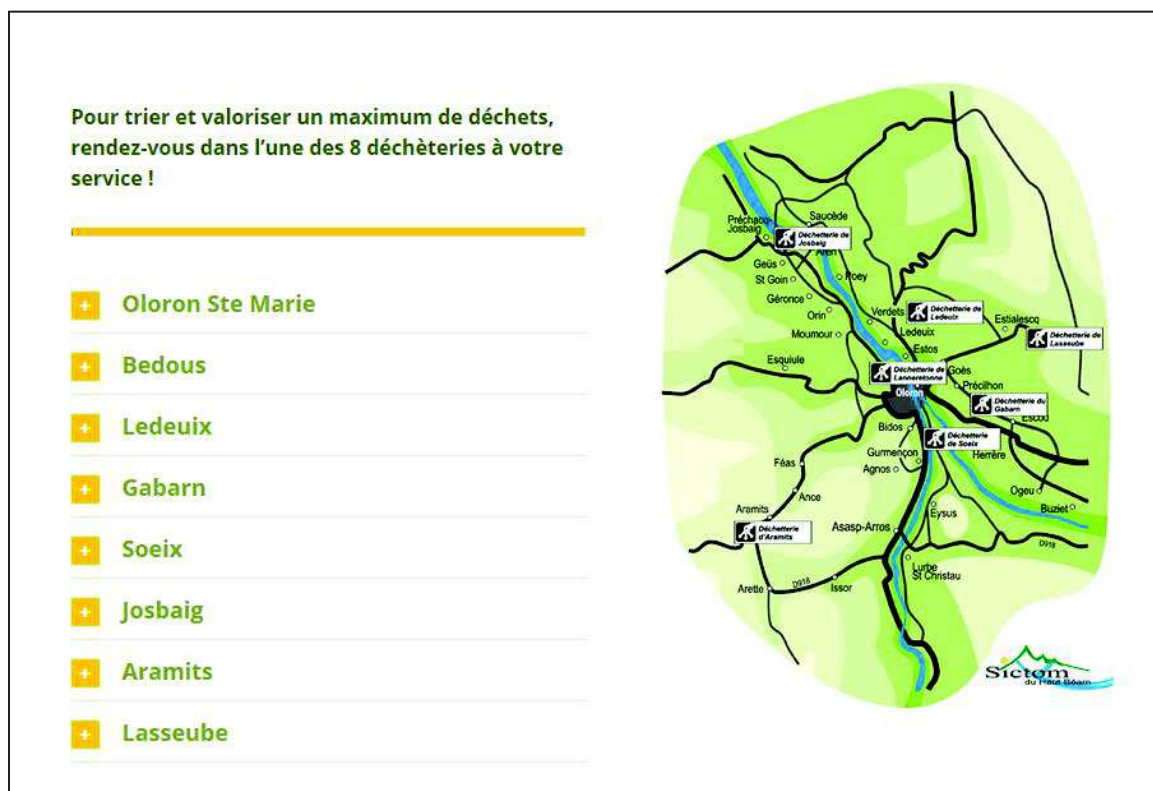 Pour trier et valoriser un maximum de déchets,
rendez-vous dans l'une des 8 déchèteries à votre
service !
+ Oloron Ste Marie
+ Bedous
+ Ledeuix
+ Gabarn
+ Soeix
+ Josbaig
+ Aramits
+ Lasseube
Préchacq-
Josbaig
Saucède
Déchetterie de
Josbaig
Aren
Geüs
St Goin
Poey
Géronce
Orin
Verdets
Déchetterie de
Ledeuix
Moumour
Ledeuix
Estialescq
Déchetterie de
Lasseube
Estos
Esquiule
Déchetterie de
Lanneretonne
Goès
Précilhon
Oloron
Déchetterie du
Gabarn
Escou
Bidos
Déchetterie
de Soeix
Gurmençon
Herrère
Féas
Agnos
Ance
Ogeu
Buziet
Aramits
Eysus
Déchetterie
d'Aramits
Asasp-Arros
D918
Lurbe
St Christau
D918
Arette
Issor
Sictom
du Haut Béarn